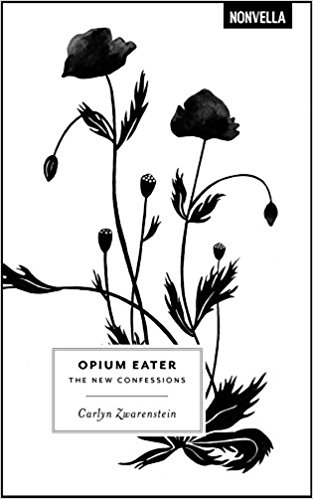 NONVELLA
OPIUM EATER
THE NEW CONFESSIONS
Carlyn Zwarenstein